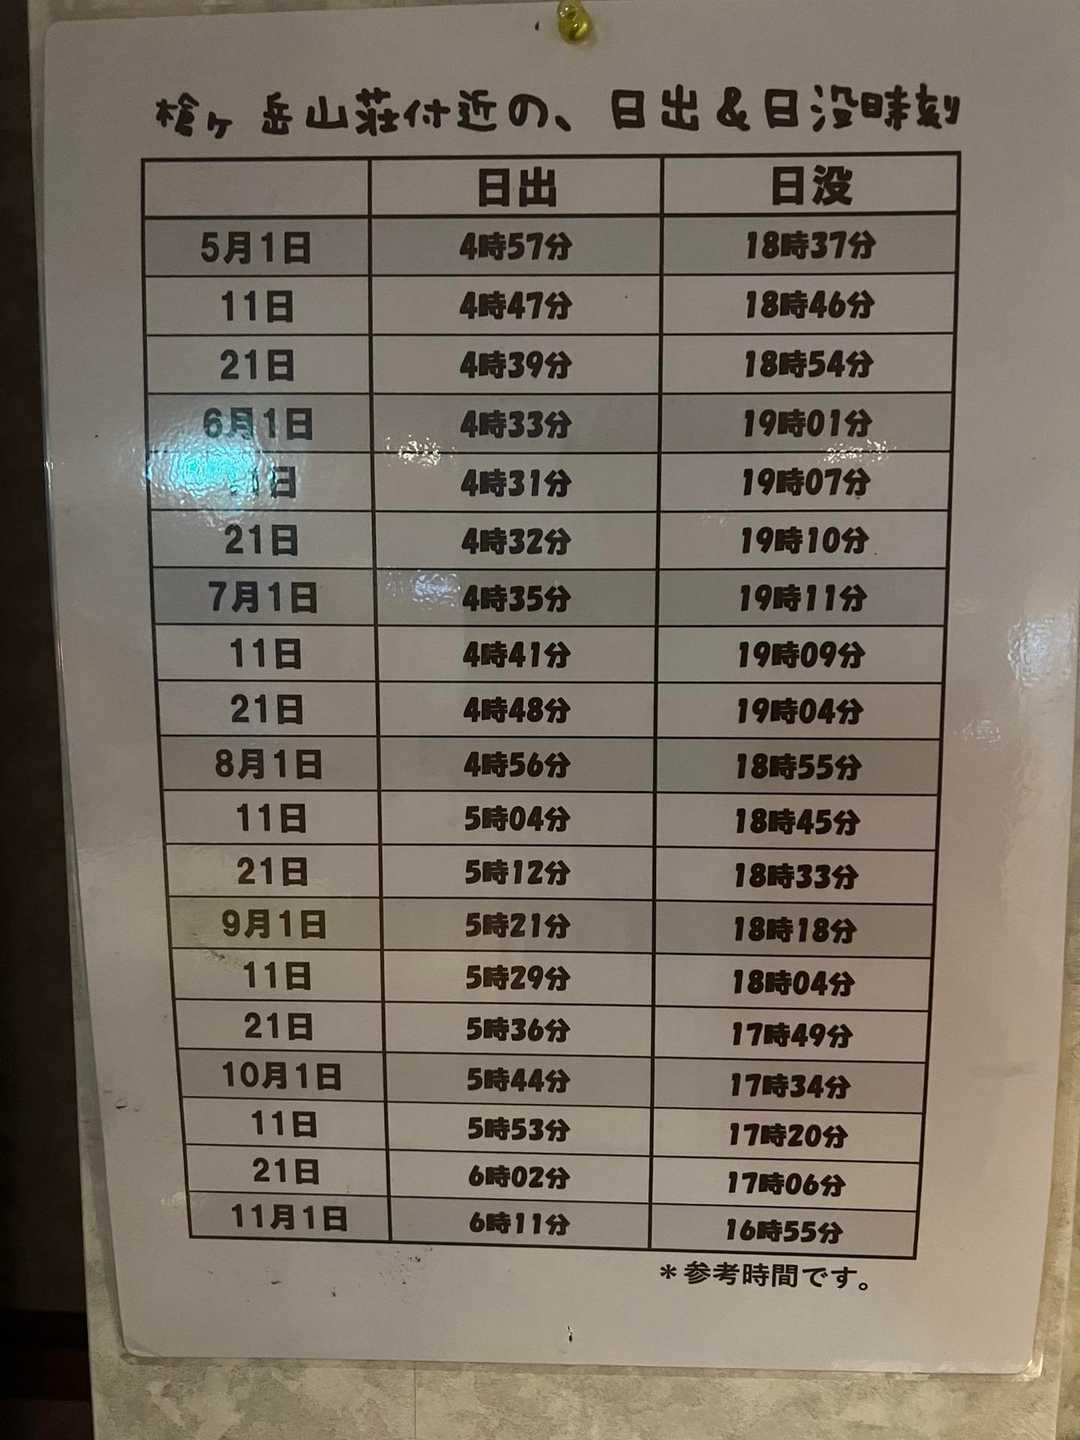 槍ヶ岳山荘付近の、日出＆日没時刻
日出 日没
5月1日 4時57分 18時37分
11日 4時47分 18時46分
21日 4時39分 18時54分
6月1日 4時33分 19時01分
11日 4時31分 19時07分
21日 4時32分 19時10分
7月1日 4時35分 19時11分
11日 4時41分 19時09分
21日 4時48分 19時04分
8月1日 4時56分 18時55分
11日 5時04分 18時45分
21日 5時12分 18時33分
9月1日 5時21分 18時18分
11日 5時29分 18時04分
21日 5時36分 17時49分
10月1日 5時44分 17時34分
11日 5時53分 17時20分
21日 6時02分 17時06分
11月1日 6時11分 16時55分
＊参考時間です。